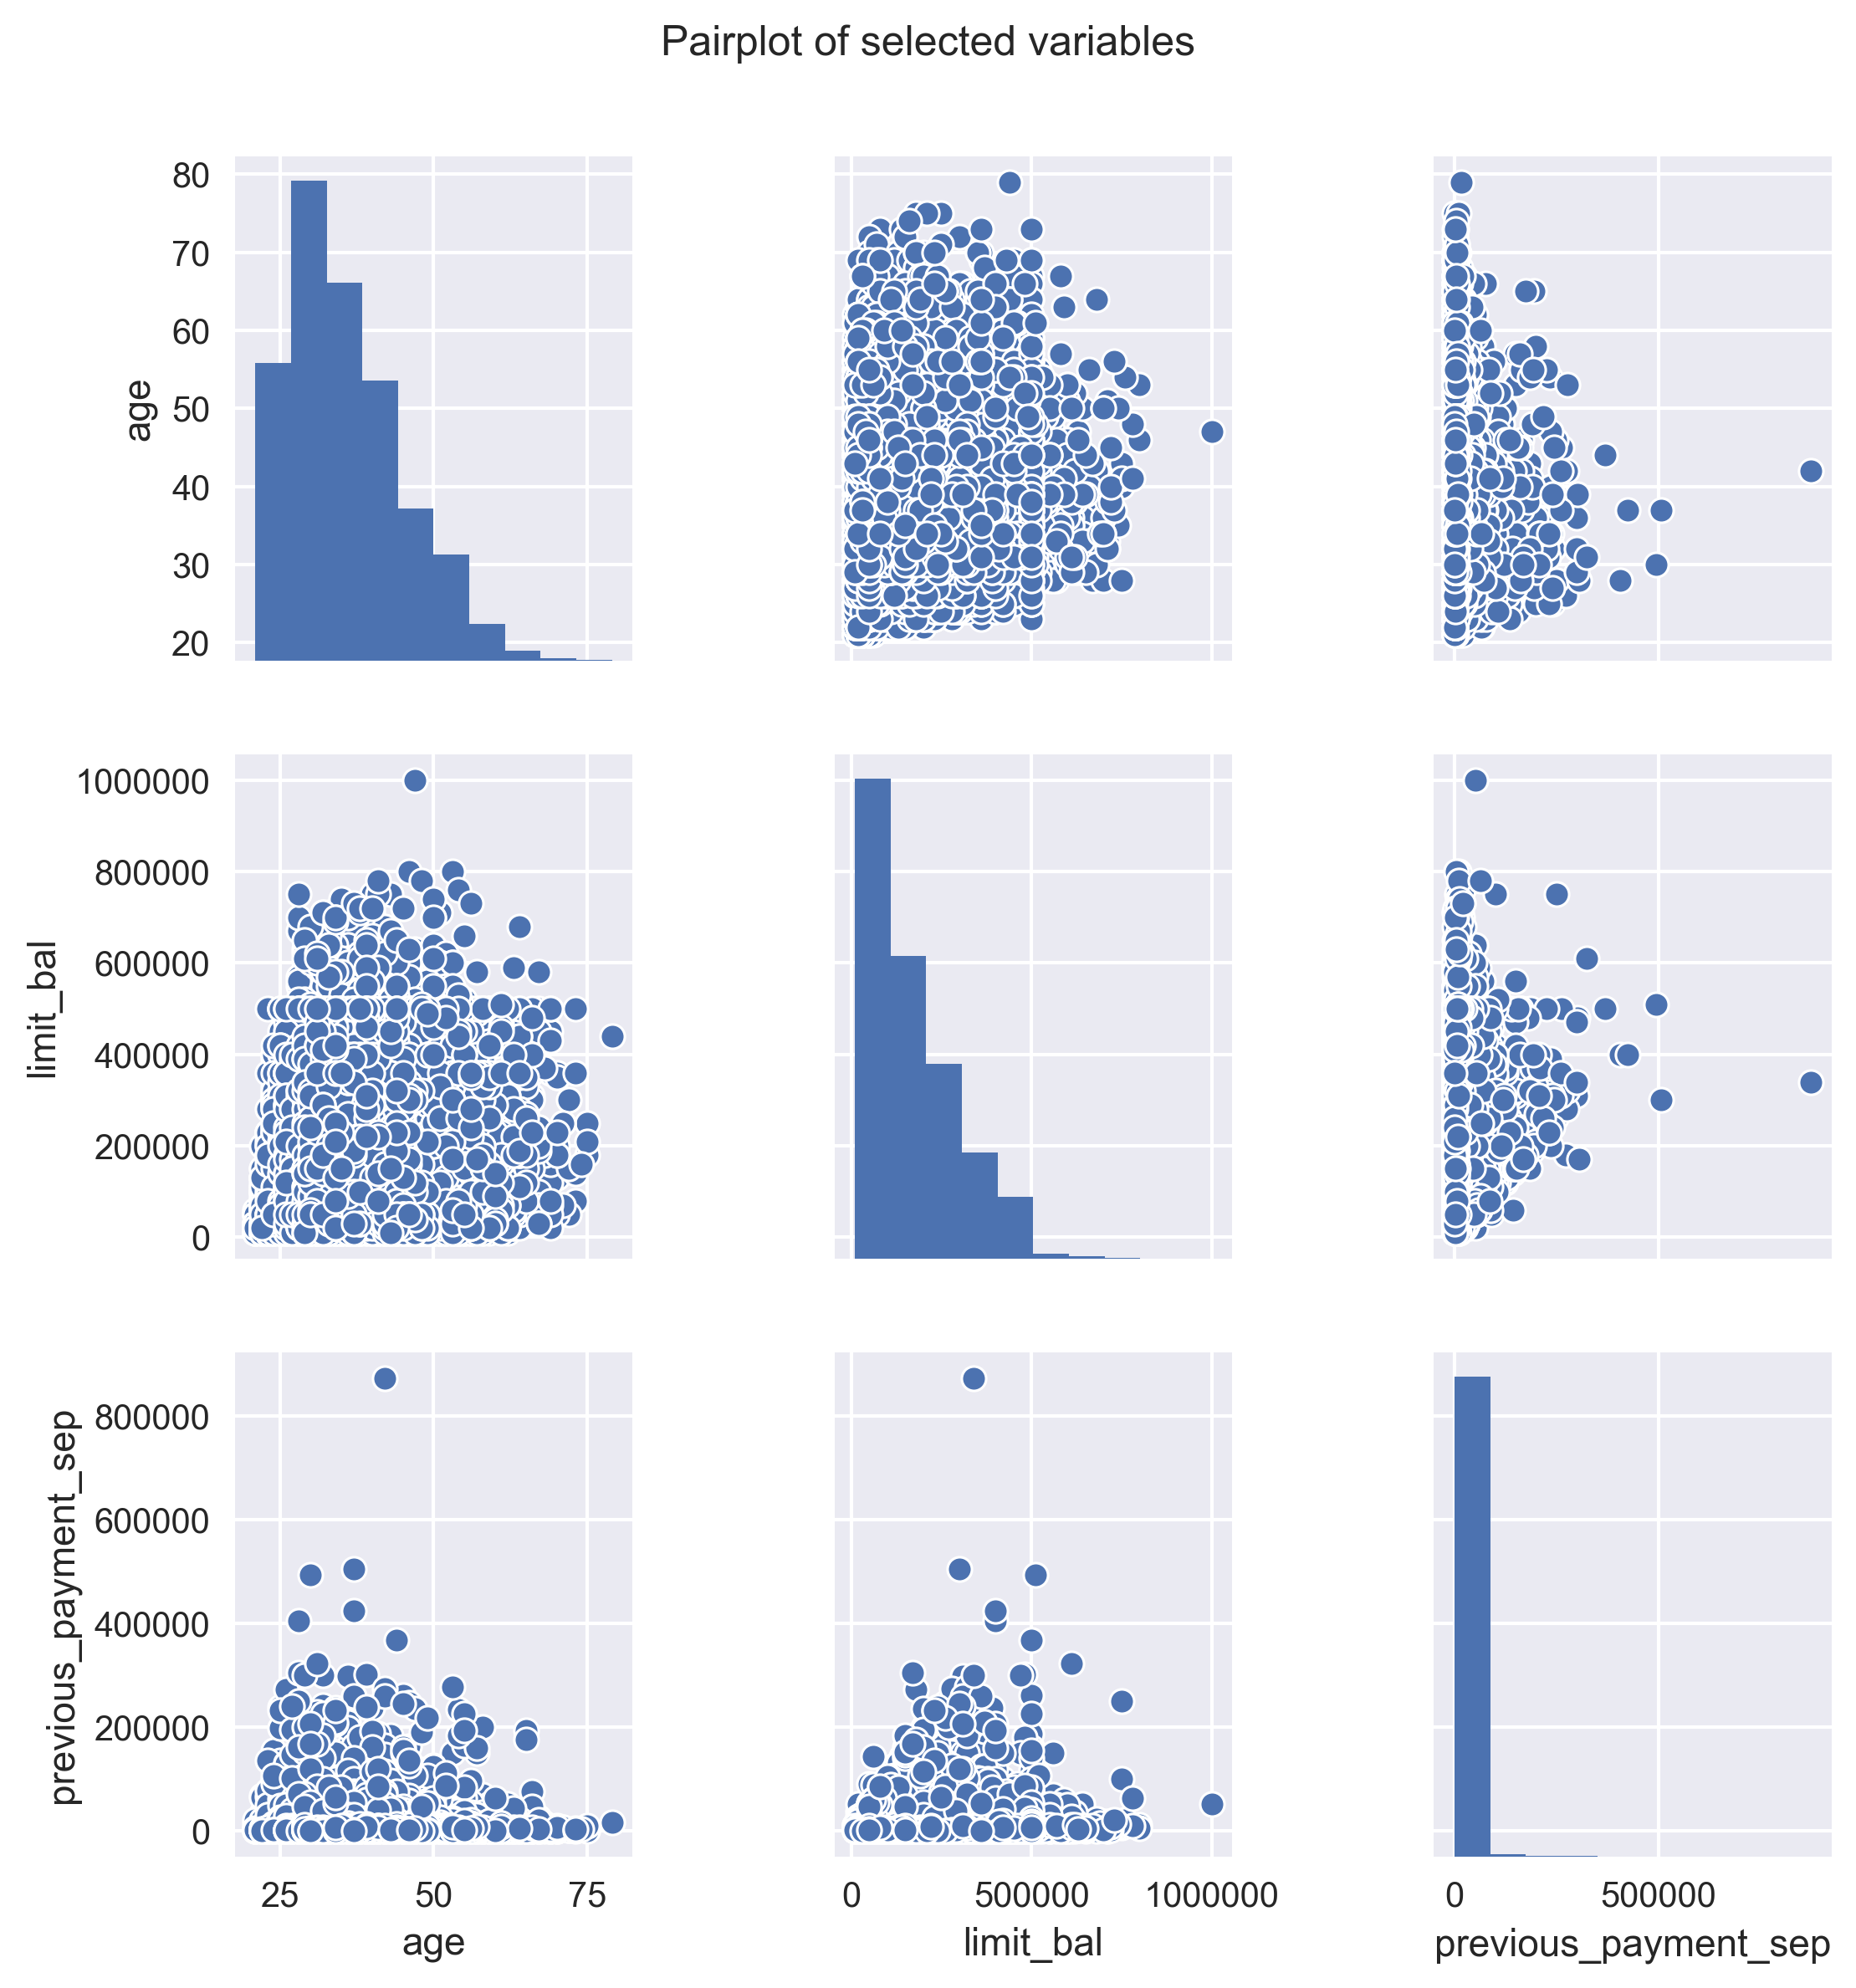 Pairplot of selected variables
80
70
60
50
40
30
20
age
1000000
800000
600000
400000
200000
0
limit_bal
800000
600000
400000
200000
0
previous_payment_sep
25 50 75
age
0 500000 1000000
limit_bal
0 500000
previous_payment_sep